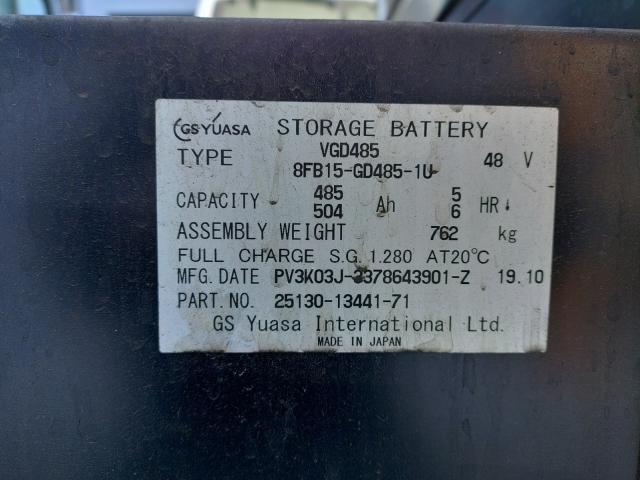 GSYUASA STORAGE BATTERY
TYPE VGD485 48 V
8FB15-GD485-1U
CAPACITY 485 Ah 5 HR
504 6
ASSEMBLY WEIGHT 762 kg
FULL CHARGE S.G. 1.280 AT20°C
MFG. DATE PV3K03J-3378643901-Z 19.10
PART. NO. 25130-13441-71
GS Yuasa International Ltd.
MADE IN JAPAN